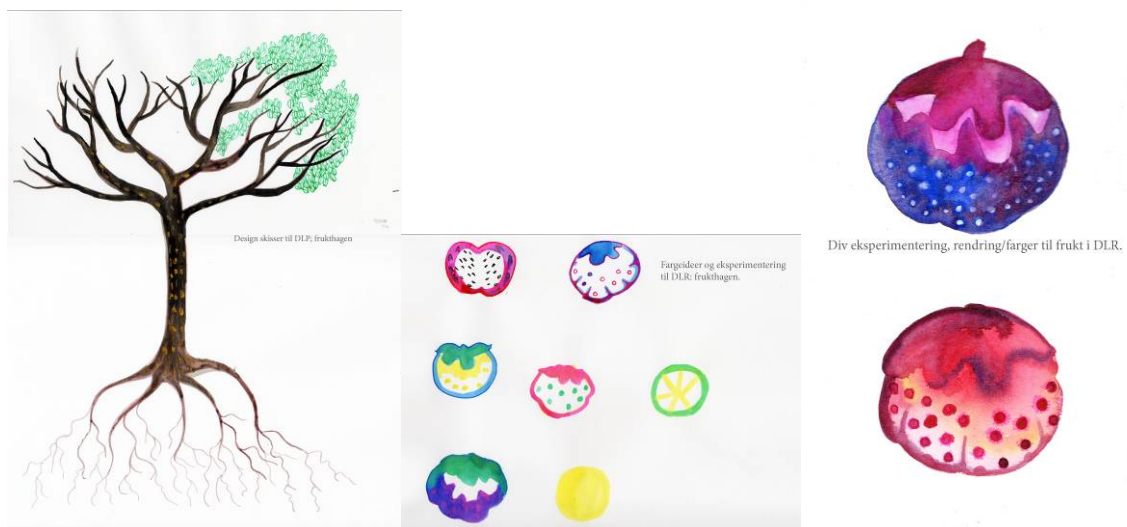 Design skisser til DLP; frukthagen
Fargeideer og eksperimentering
til DLR: frukthagen.
Div eksperimentering, rendring/farger til frukt i DLR.